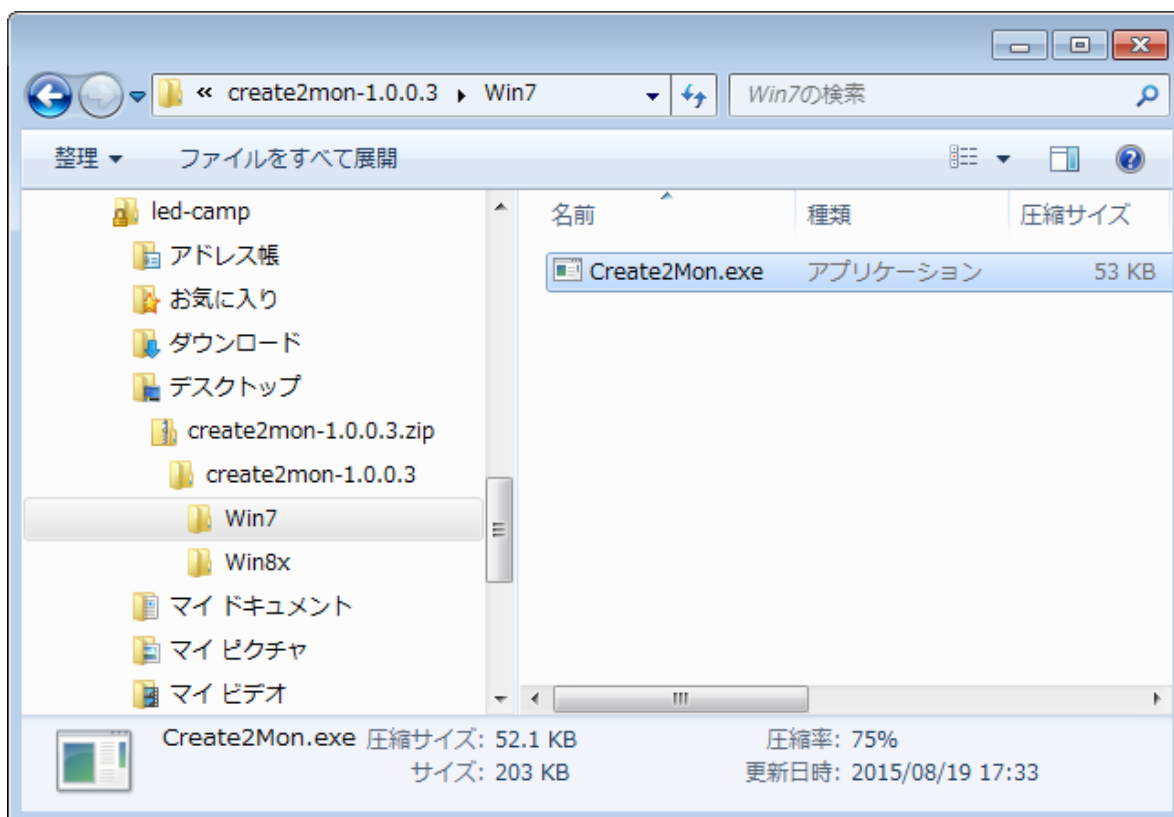 « create2mon-1.0.0.3 ▸ Win7
Win7の検索
整理 ファイルをすべて展開
led-camp
アドレス帳
お気に入り
ダウンロード
デスクトップ
create2mon-1.0.0.3.zip
create2mon-1.0.0.3
Win7
Win8x
マイ ドキュメント
マイ ピクチャ
マイ ビデオ
名前 種類 圧縮サイズ
Create2Mon.exe アプリケーション 53 KB
Create2Mon.exe 圧縮サイズ: 52.1 KB 圧縮率: 75%
サイズ: 203 KB 更新日時: 2015/08/19 17:33